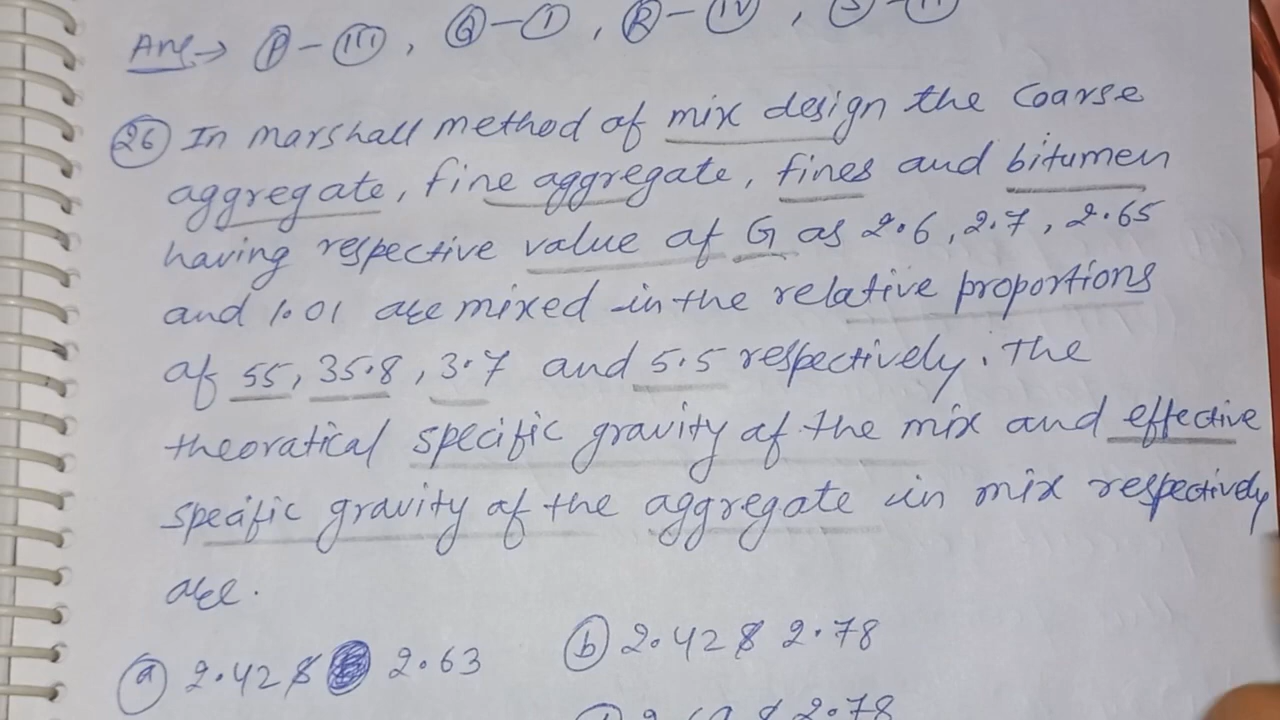 Ans→ (P)-(III), (Q)-(I), (R)-(IV), (S)-(II)
(26) In marshall method of mix design the coarse
aggregate, fine aggregate, fines and bitumen
having respective value of G as 2.6, 2.7, 2.65
and 1.01 are mixed in the relative proportions
of 55, 35.8, 3.7 and 5.5 respectively. The
theoratical specific gravity of the mix and effective
specific gravity of the aggregate in mix respectively
are.
(a) 2.42 & 2.63 (b) 2.42 & 2.78
& 2.78